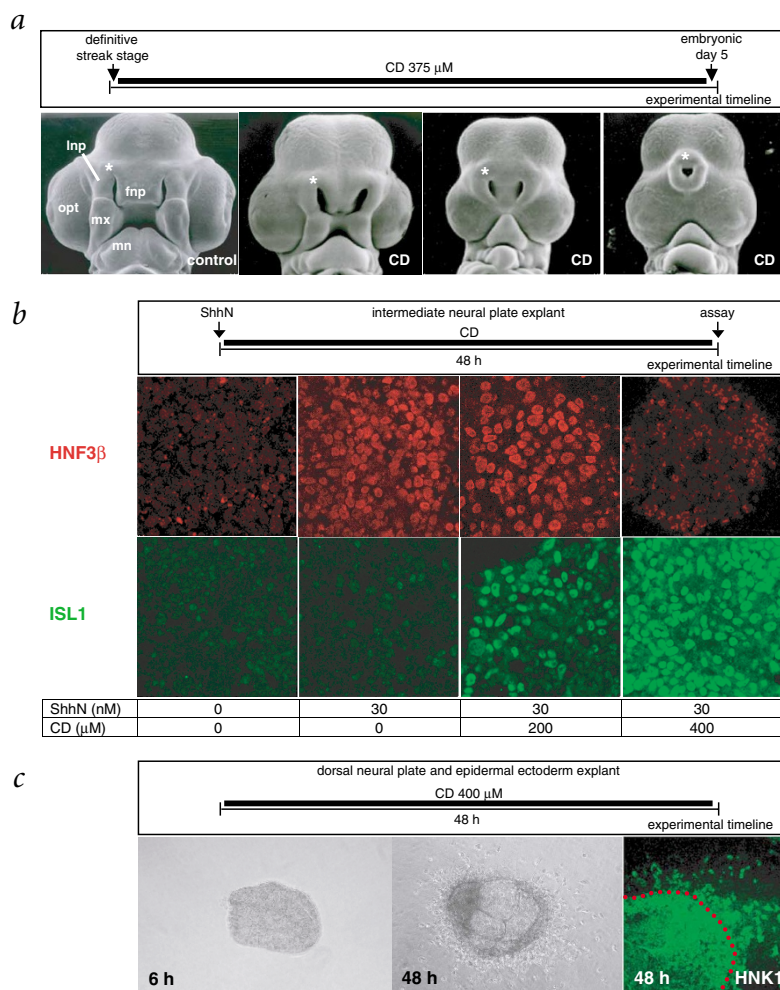 a
definitive
streak stage
embryonic
day 5
CD 375 µM
experimental timeline
lnp
*
fnp
opt
mx
mn
control
*
CD
*
CD
*
CD
b
ShhN
intermediate neural plate explant
assay
CD
48 h
experimental timeline
HNF3β
ISL1
ShhN (nM) 0 30 30 30
CD (µM) 0 0 200 400
c
dorsal neural plate and epidermal ectoderm explant
CD 400 µM
48 h
experimental timeline
6 h
48 h
48 h
HNK1